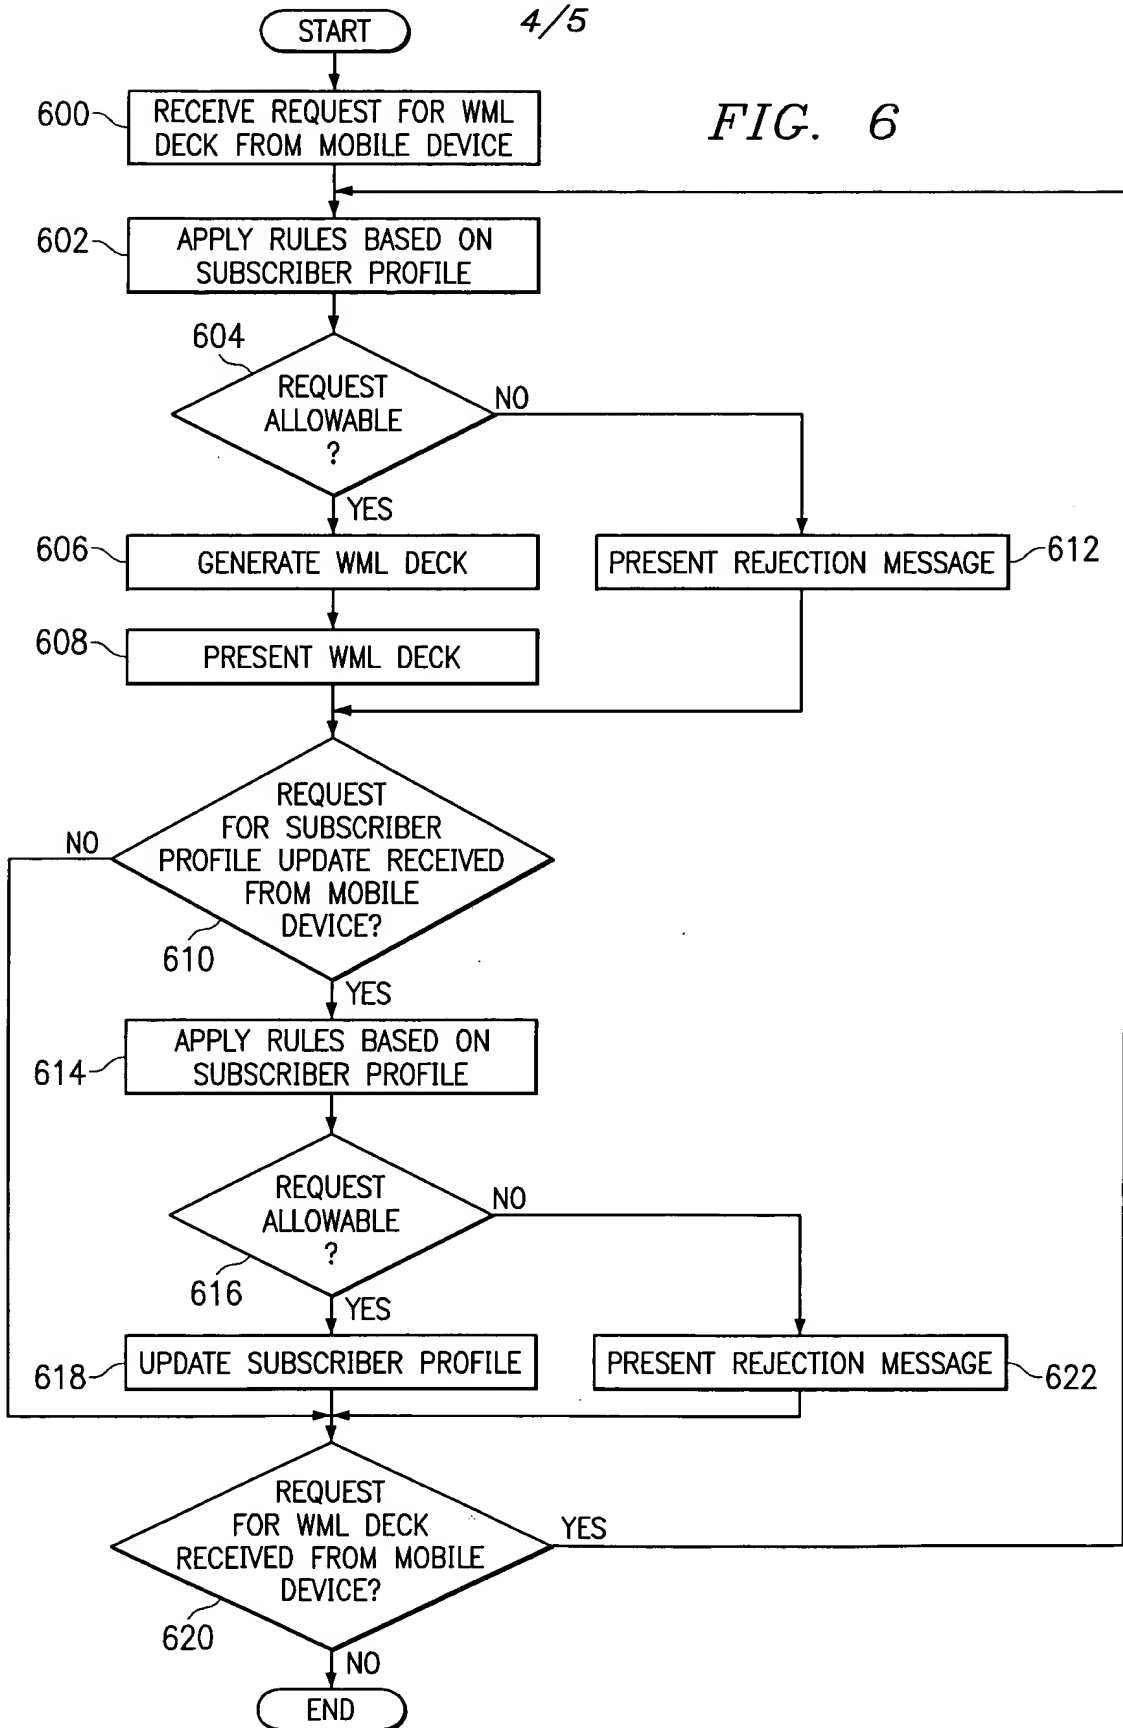 4/5
START
FIG. 6
600
RECEIVE REQUEST FOR WML
DECK FROM MOBILE DEVICE
602
APPLY RULES BASED ON
SUBSCRIBER PROFILE
604
REQUEST
ALLOWABLE
?
NO
YES
606
GENERATE WML DECK
PRESENT REJECTION MESSAGE
612
608
PRESENT WML DECK
REQUEST
FOR SUBSCRIBER
PROFILE UPDATE RECEIVED
FROM MOBILE
DEVICE?
NO
610
YES
614
APPLY RULES BASED ON
SUBSCRIBER PROFILE
REQUEST
ALLOWABLE
?
NO
616
YES
618
UPDATE SUBSCRIBER PROFILE
PRESENT REJECTION MESSAGE
622
REQUEST
FOR WML DECK
RECEIVED FROM MOBILE
DEVICE?
YES
620
NO
END